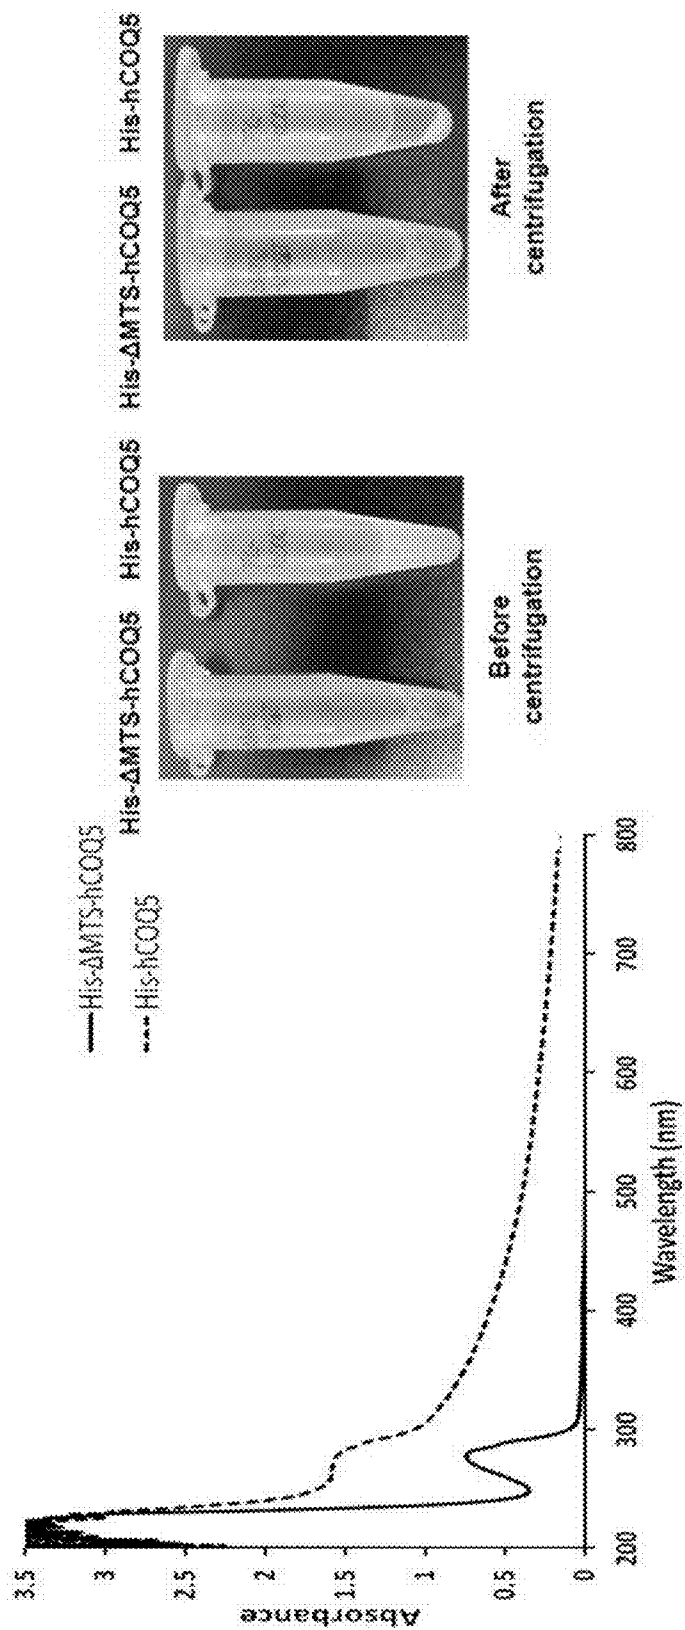 His-ΔMTS-hCOQ5
His-hCOQ5
3.5
3
2.5
2
1.5
1
0.5
0
Absorbance
200
300
400
500
600
700
800
Wavelength (nm)
His-ΔMTS-hCOQ5
His-hCOQ5
Before
centrifugation
His-ΔMTS-hCOQ5
His-hCOQ5
After
centrifugation